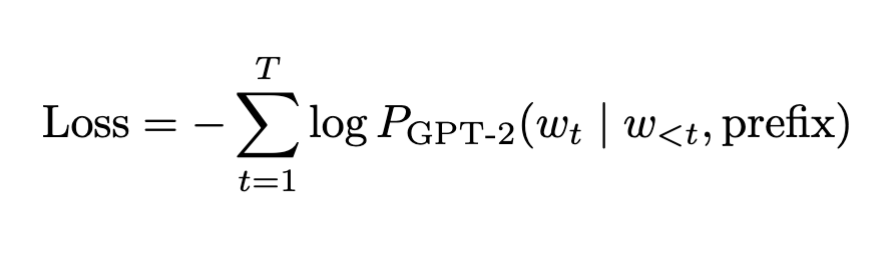 Loss = − ∑_{t=1}^{T} log P_{GPT-2}(w_t | w_{<t}, prefix)